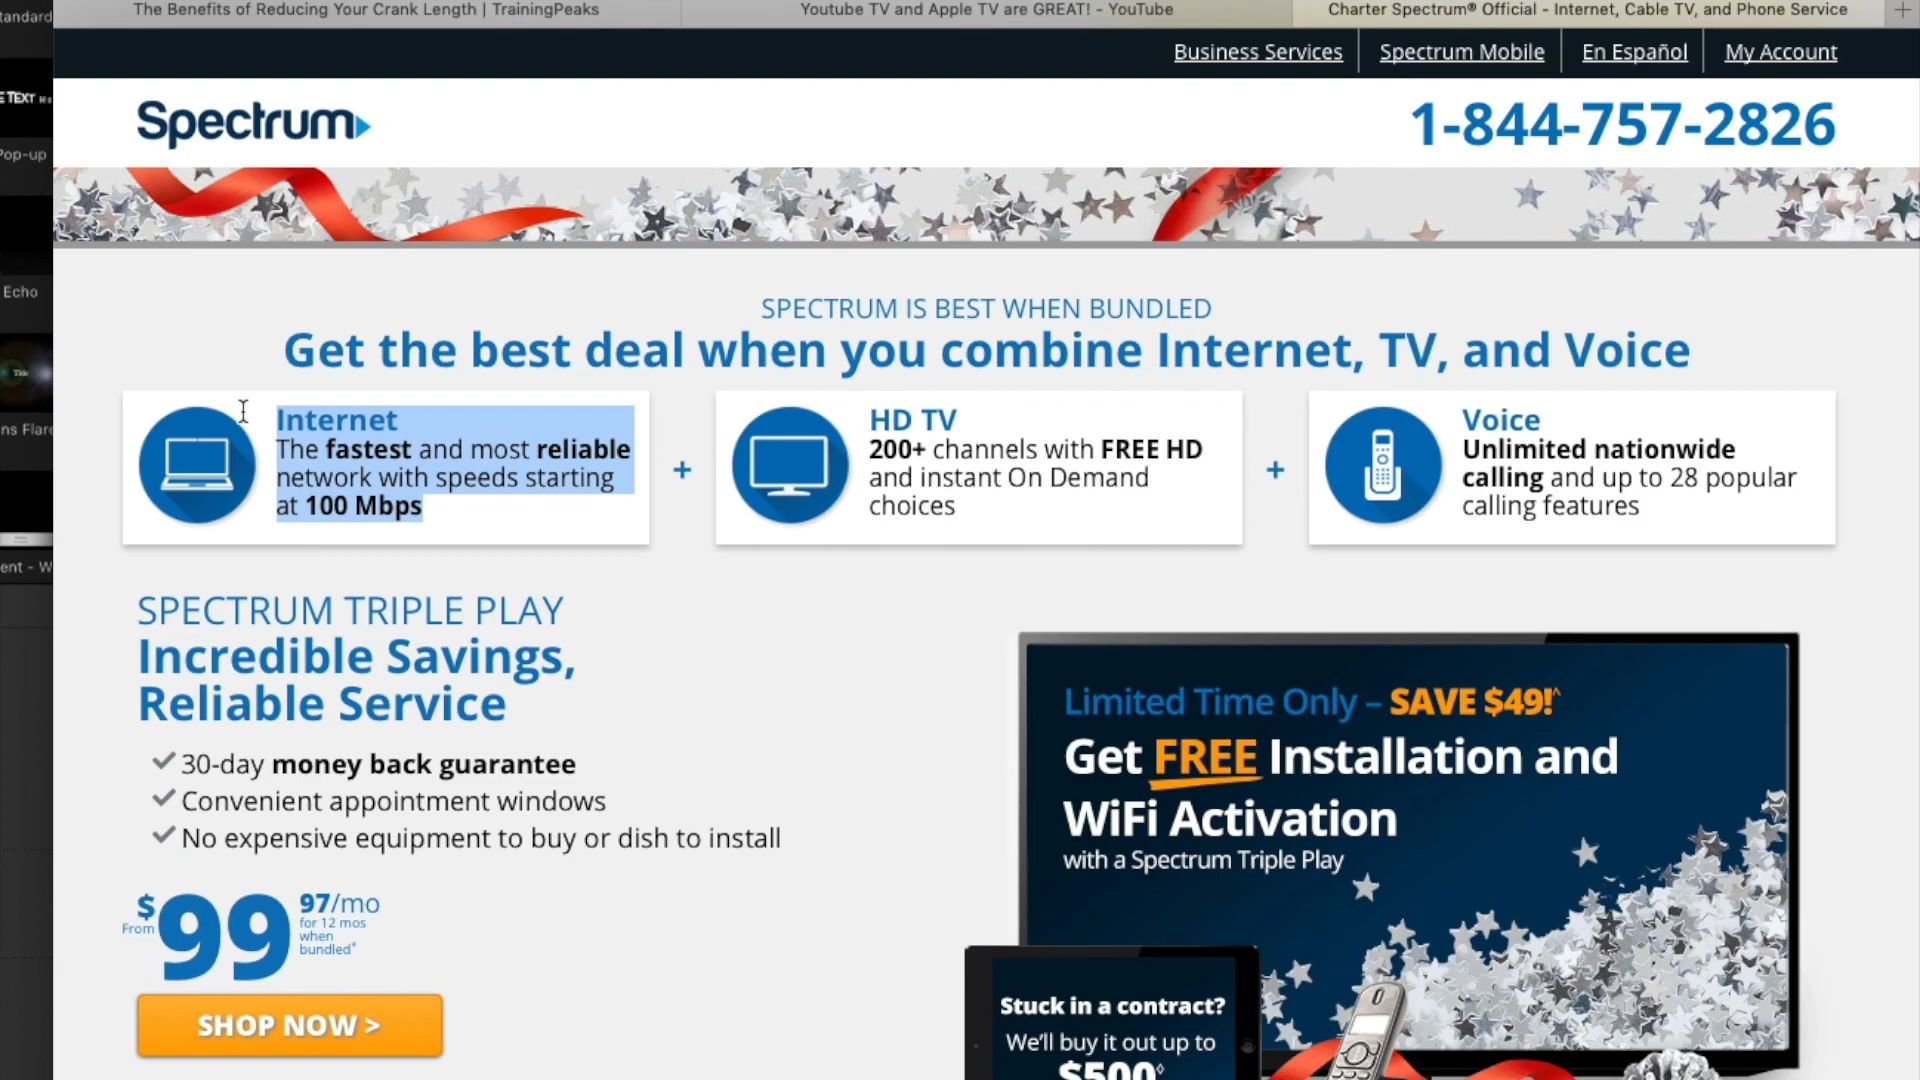 The Benefits of Reducing Your Crank Length | TrainingPeaks
Youtube TV and Apple TV are GREAT! - YouTube
Charter Spectrum® Official - Internet, Cable TV, and Phone Service
tandard
E TEXT
Pop-up
Echo
ns Flare
ent - W
Business Services
Spectrum Mobile
En Español
My Account
Spectrum
1-844-757-2826
SPECTRUM IS BEST WHEN BUNDLED
Get the best deal when you combine Internet, TV, and Voice
Internet
The fastest and most reliable
network with speeds starting
at 100 Mbps
+
HD TV
200+ channels with FREE HD
and instant On Demand
choices
+
Voice
Unlimited nationwide
calling and up to 28 popular
calling features
SPECTRUM TRIPLE PLAY
Incredible Savings,
Reliable Service
30-day money back guarantee
Convenient appointment windows
No expensive equipment to buy or dish to install
From $99 97/mo
for 12 mos
when
bundled*
SHOP NOW >
Limited Time Only – SAVE $49!^
Get FREE Installation and
WiFi Activation
with a Spectrum Triple Play
Stuck in a contract?
We'll buy it out up to
$500◊